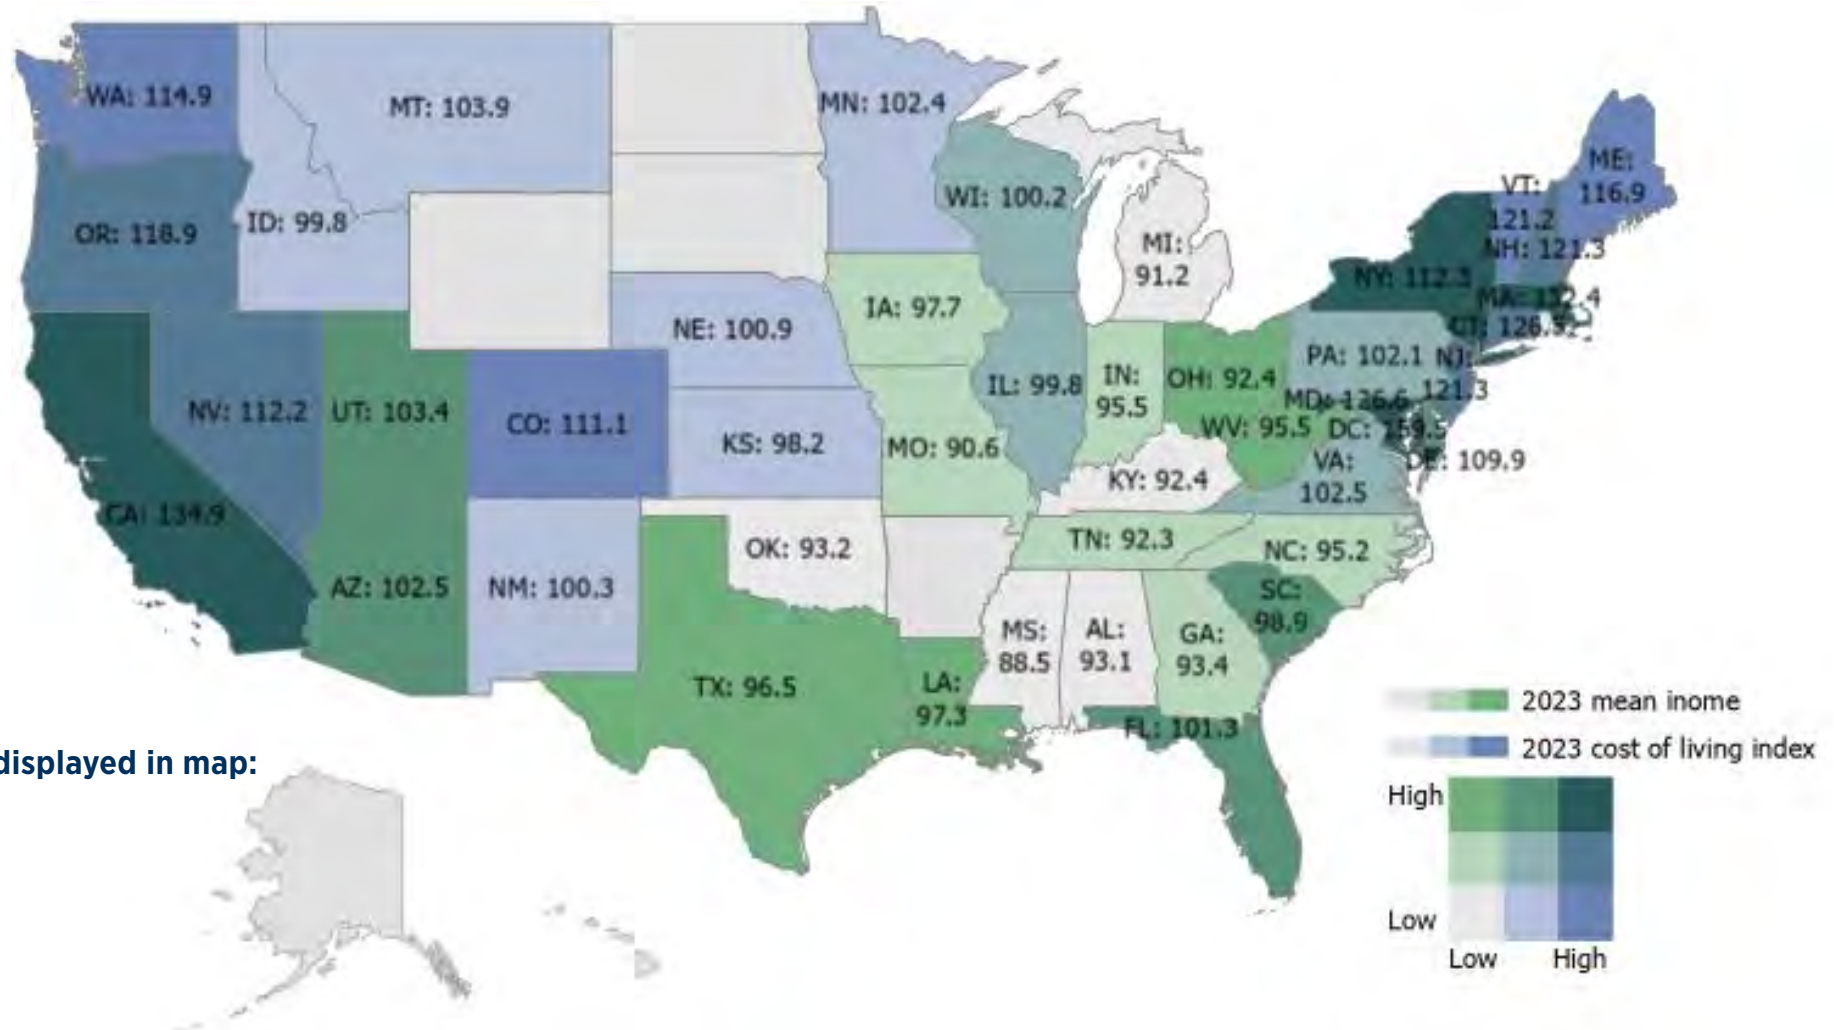 WA: 114.9
MT: 103.9
MN: 102.4
ME:
116.9
VT:
121.2
WI: 100.2
OR: 118.9
ID: 99.8
MI:
91.2
NH: 121.3
NY: 112.3
MA: 132.4
IA: 97.7
NE: 100.9
CT:
PA: 102.1
NJ:
121.3
IL: 99.8
IN:
95.5
OH: 92.4
MD: 126.6
NV: 112.2
UT: 103.4
CO: 111.1
KS: 98.2
MO: 90.6
WV: 95.5
DC:
DE: 109.9
VA:
102.5
KY: 92.4
CA: 134.9
OK: 93.2
TN: 92.3
NC: 95.2
AZ: 102.5
NM: 100.3
SC:
98.9
MS:
88.5
AL:
93.1
GA:
93.4
TX: 96.5
LA:
97.3
FL: 101.3
displayed in map:
2023 mean inome
2023 cost of living index
High
Low
Low High